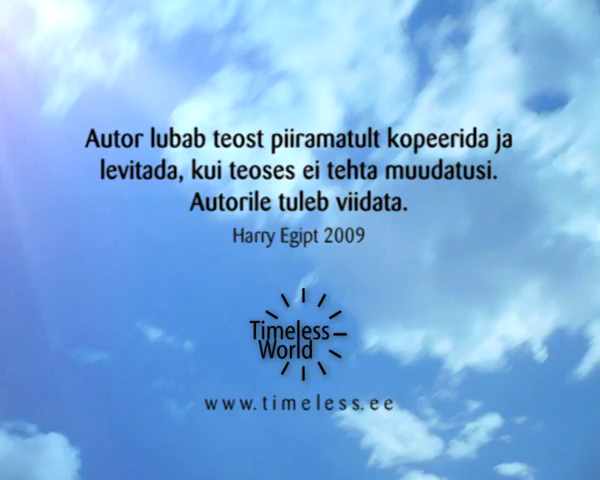 Autor lubab teost piiramatult kopeerida ja
levitada, kui teoses ei tehta muudatusi.
Autorile tuleb viidata.
Harry Egipt 2009
Timeless
World
www.timeless.ee